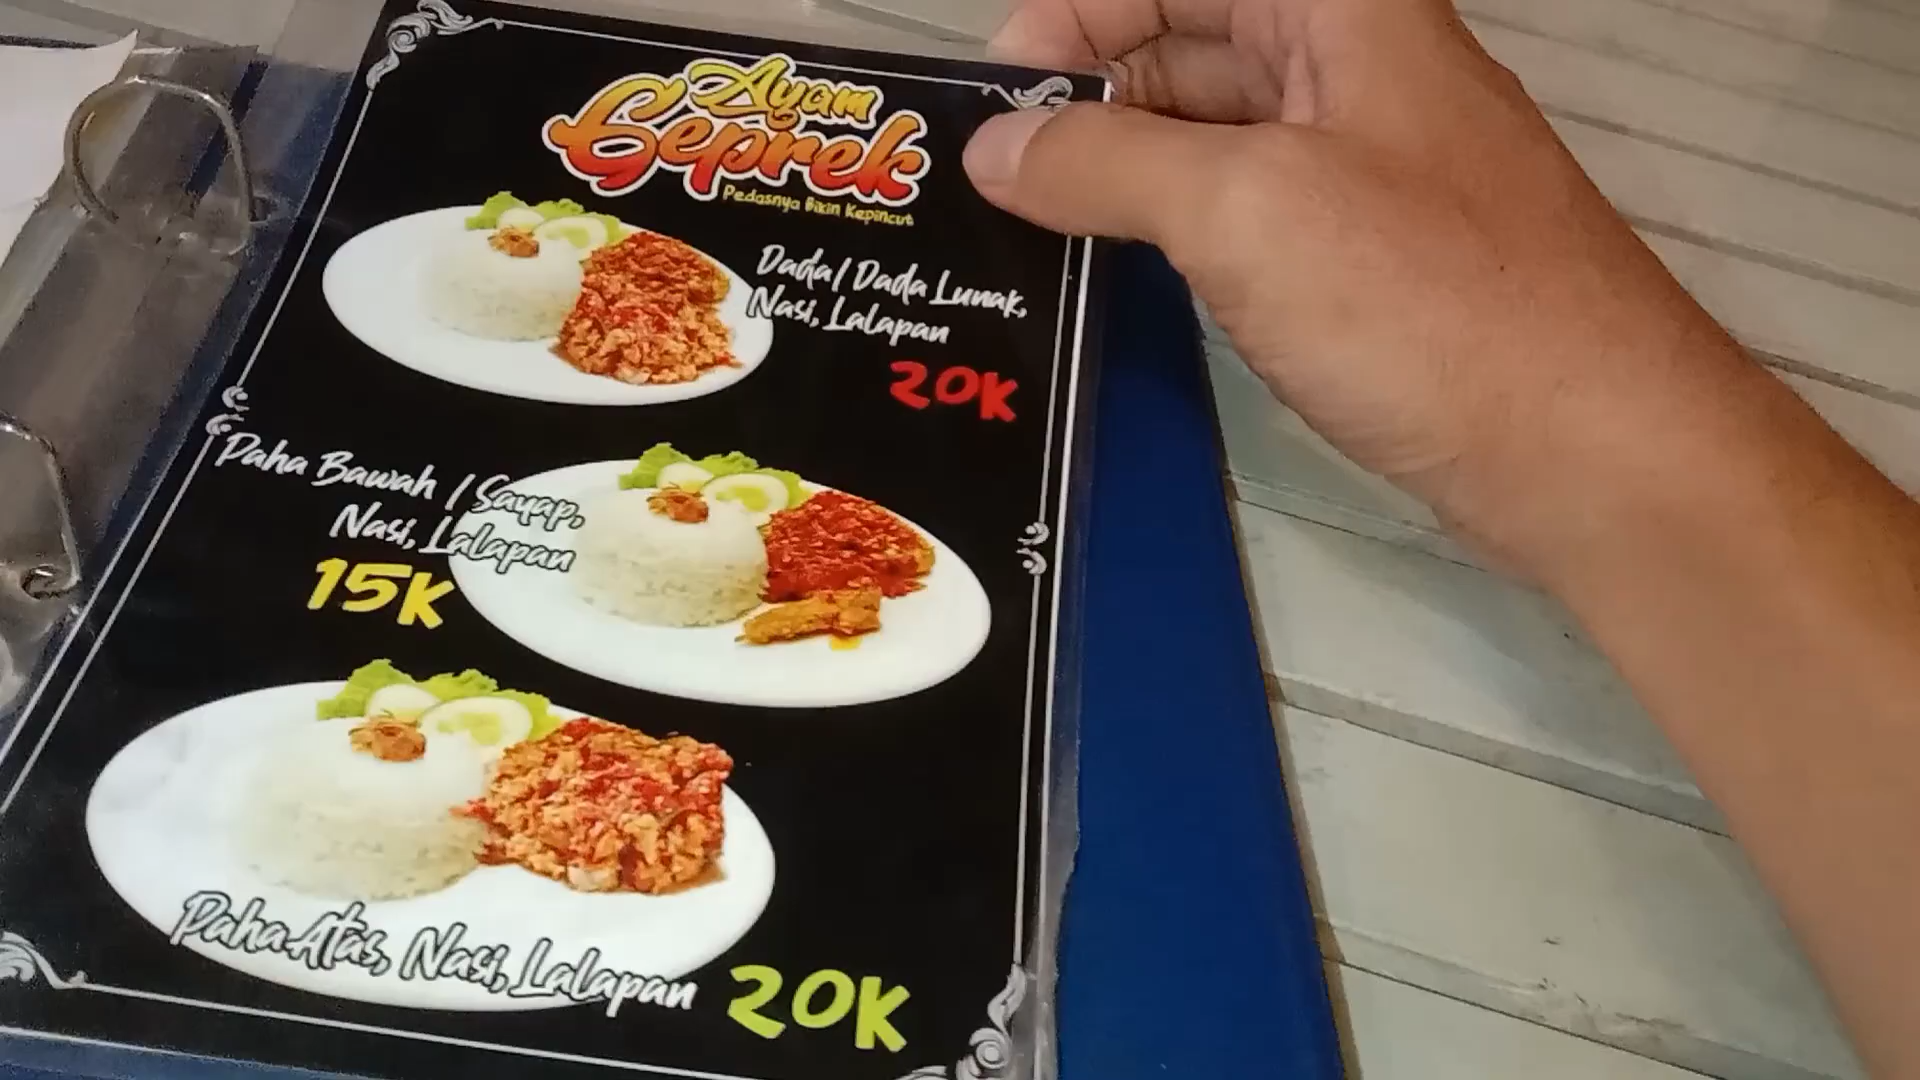 Ayam
Geprek
Pedasnya Bikin Kepincut
Dada / Dada Lunak,
Nasi, Lalapan
20K
Paha Bawah / Sayap,
Nasi, Lalapan
15K
Paha Atas, Nasi, Lalapan
20K